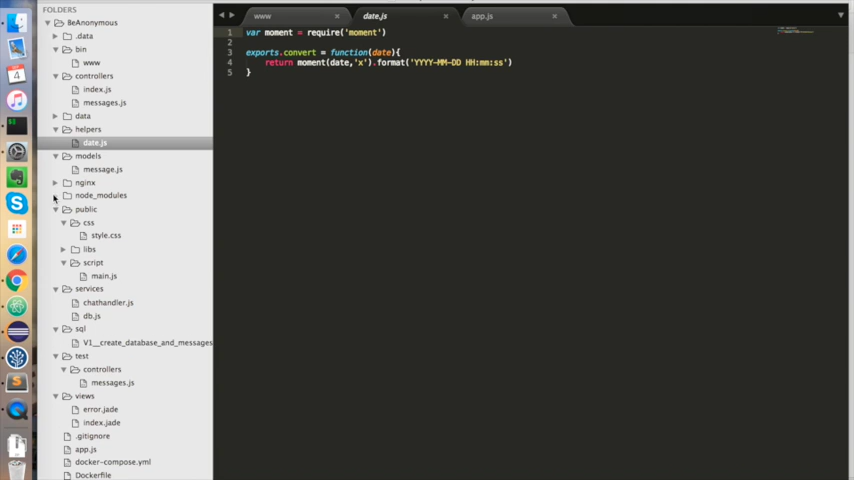 FOLDERS
BeAnonymous
.data
bin
www
controllers
index.js
messages.js
data
helpers
date.js
models
message.js
nginx
node_modules
public
css
style.css
libs
script
main.js
services
chathandler.js
db.js
sql
V1__create_database_and_messages
test
controllers
messages.js
views
error.jade
index.jade
.gitignore
app.js
docker-compose.yml
Dockerfile
www date.js app.js
1 var moment = require('moment')
2
3 exports.convert = function(date){
4 return moment(date,'x').format('YYYY-MM-DD HH:mm:ss')
5 }
4